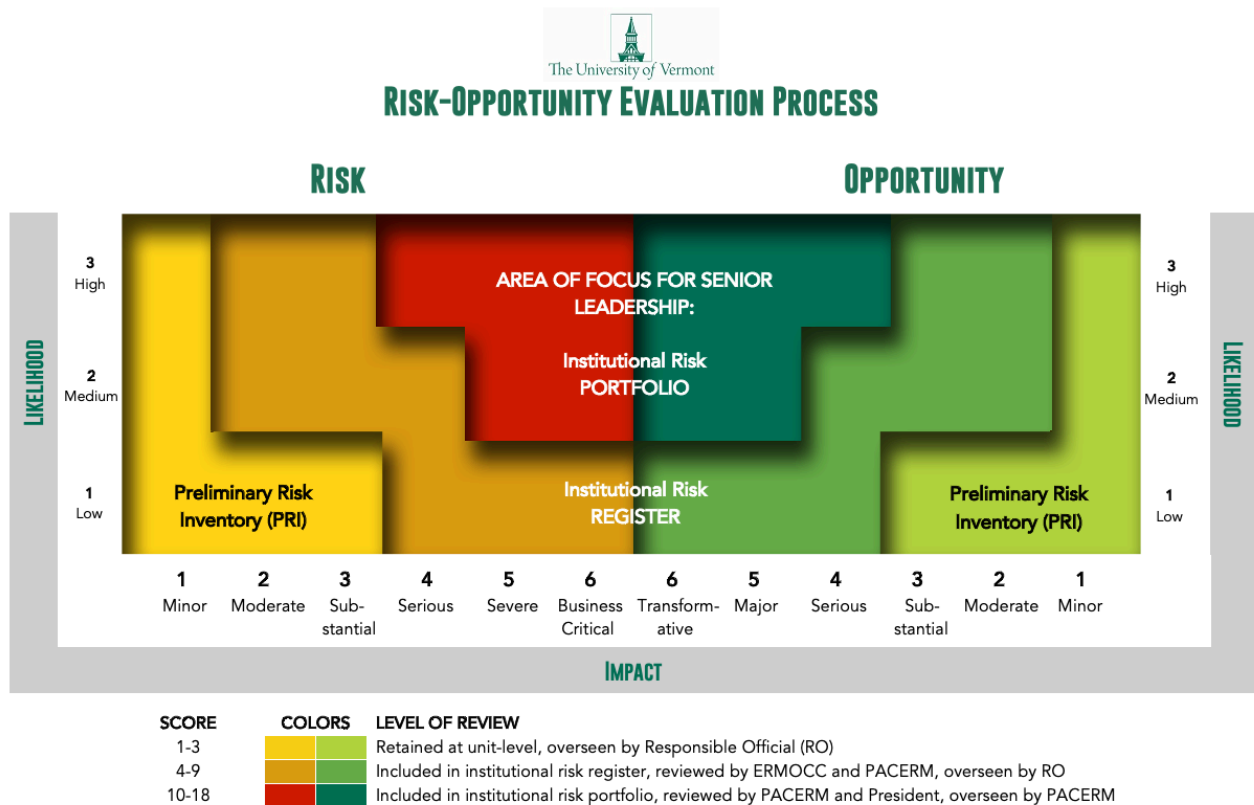 The University of Vermont
RISK-OPPORTUNITY EVALUATION PROCESS
RISK
OPPORTUNITY
LIKELIHOOD
3
High
2
Medium
1
Low
AREA OF FOCUS FOR SENIOR
LEADERSHIP:
Institutional Risk
PORTFOLIO
Preliminary Risk
Inventory (PRI)
Institutional Risk
REGISTER
Preliminary Risk
Inventory (PRI)
3
High
2
Medium
1
Low
LIKELIHOOD
1 2 3 4 5 6 6 5 4 3 2 1
Minor Moderate Sub- Serious Severe Business Transform- Major Serious Sub- Moderate Minor
stantial Critical ative stantial
IMPACT
SCORE COLORS LEVEL OF REVIEW
1-3 Retained at unit-level, overseen by Responsible Official (RO)
4-9 Included in institutional risk register, reviewed by ERMOCC and PACERM, overseen by RO
10-18 Included in institutional risk portfolio, reviewed by PACERM and President, overseen by PACERM